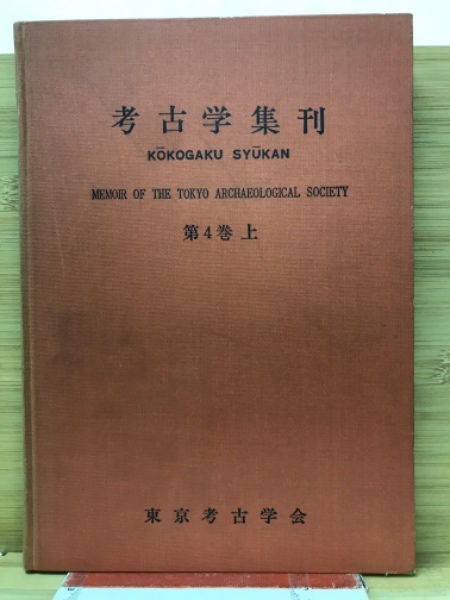 考古学集刊
KŌKOGAKU SYŪKAN
MEMOIR OF THE TOKYO ARCHAEOLOGICAL SOCIETY
第4巻 上
東京考古学会